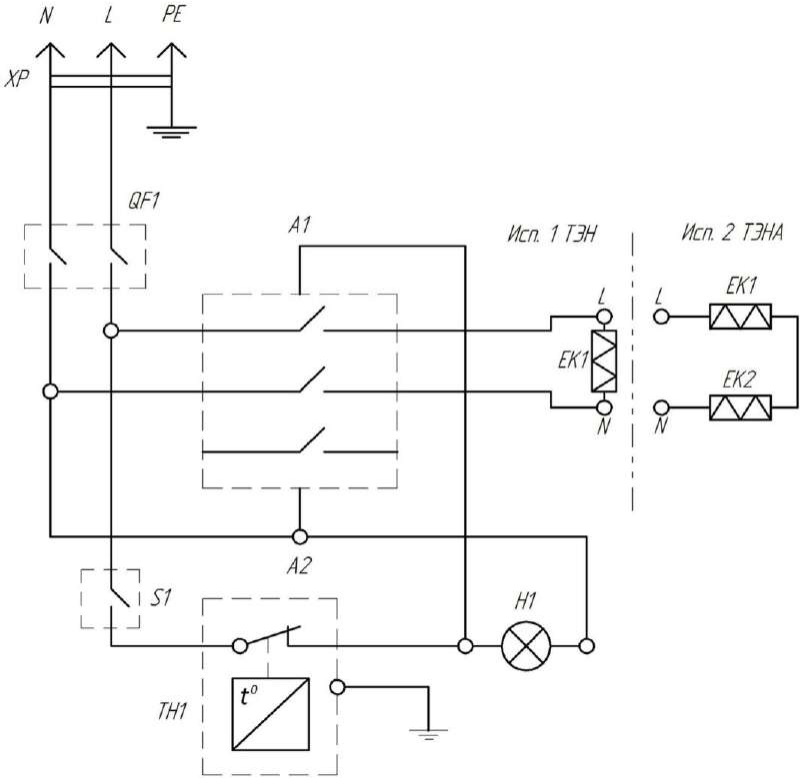 N L PE
XP
QF1
A1
Исп. 1 ТЭН
Исп. 2 ТЭНА
L
L
EK1
EK1
EK2
N
N
A2
S1
H1
t°
TH1